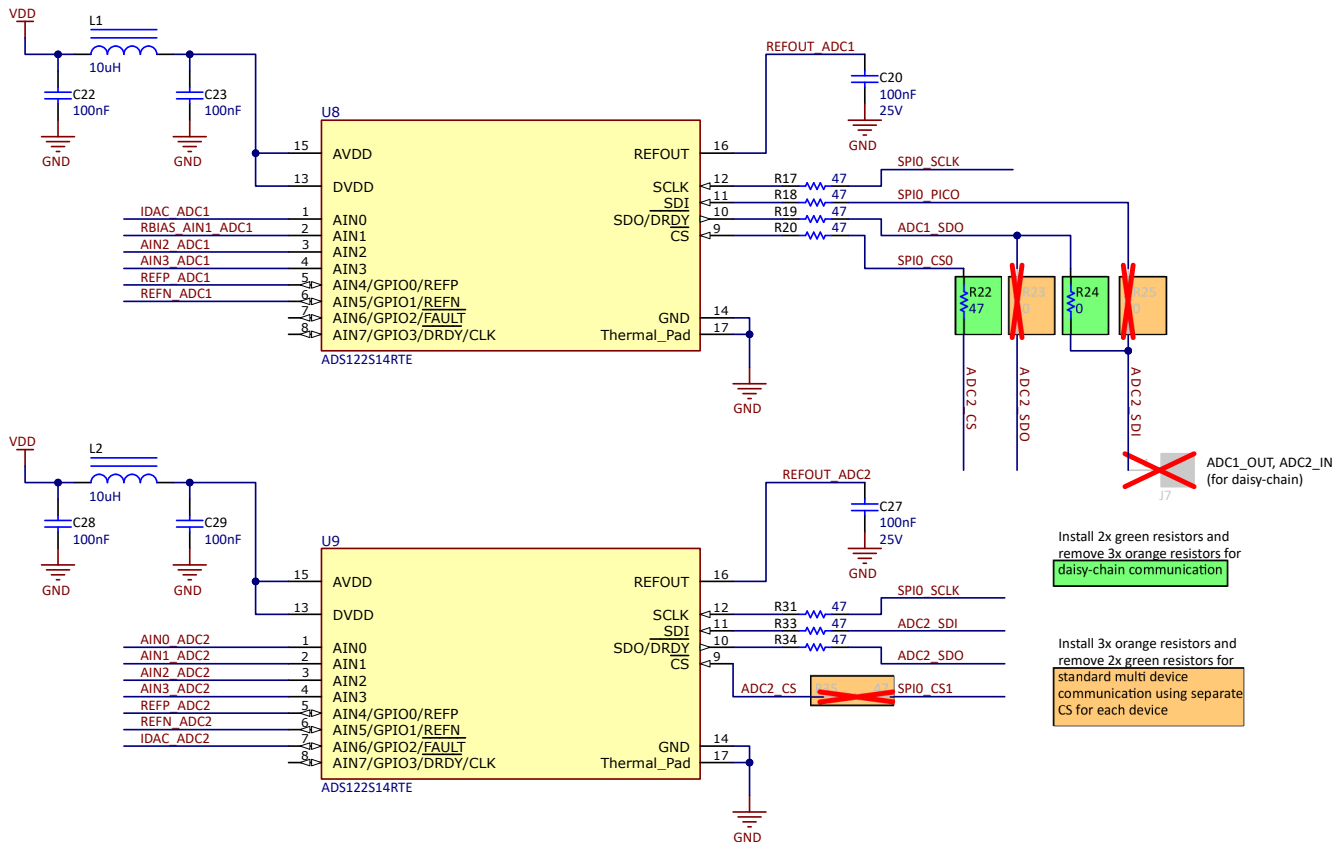 VDD
L1
10uH
C22
100nF
GND
C23
100nF
GND
REFOUT_ADC1
C20
100nF
25V
GND
U8
15 AVDD
13 DVDD
IDAC_ADC1 1 AIN0
RBIAS_AIN1_ADC1 2 AIN1
AIN2_ADC1 3 AIN2
AIN3_ADC1 4 AIN3
REFP_ADC1 5 AIN4/GPIO0/REFP
REFN_ADC1 6 AIN5/GPIO1/REFN
7 AIN6/GPIO2/FAULT
8 AIN7/GPIO3/DRDY/CLK
REFOUT 16
SCLK 12 R17 47 SPI0_SCLK
SDI 11 R18 47 SPI0_PICO
SDO/DRDY 10 R19 47 ADC1_SDO
CS 9 R20 47 SPI0_CS0
GND 14
Thermal_Pad 17
GND
ADS122S14RTE
R22
47
R23
0
R24
0
R25
0
ADC2_CS
ADC2_SDO
ADC2_SDI
ADC1_OUT, ADC2_IN
(for daisy-chain)
J7
VDD
L2
10uH
C28
100nF
GND
C29
100nF
GND
REFOUT_ADC2
C27
100nF
25V
GND
U9
15 AVDD
13 DVDD
AIN0_ADC2 1 AIN0
AIN1_ADC2 2 AIN1
AIN2_ADC2 3 AIN2
AIN3_ADC2 4 AIN3
REFP_ADC2 5 AIN4/GPIO0/REFP
REFN_ADC2 6 AIN5/GPIO1/REFN
IDAC_ADC2 7 AIN6/GPIO2/FAULT
8 AIN7/GPIO3/DRDY/CLK
REFOUT 16
SCLK 12 R31 47 SPI0_SCLK
SDI 11 R33 47 ADC2_SDI
SDO/DRDY 10 R34 47 ADC2_SDO
CS 9
ADC2_CS 47 SPI0_CS1
GND 14
Thermal_Pad 17
GND
ADS122S14RTE
Install 2x green resistors and
remove 3x orange resistors for
daisy-chain communication
Install 3x orange resistors and
remove 2x green resistors for
standard multi device
communication using separate
CS for each device